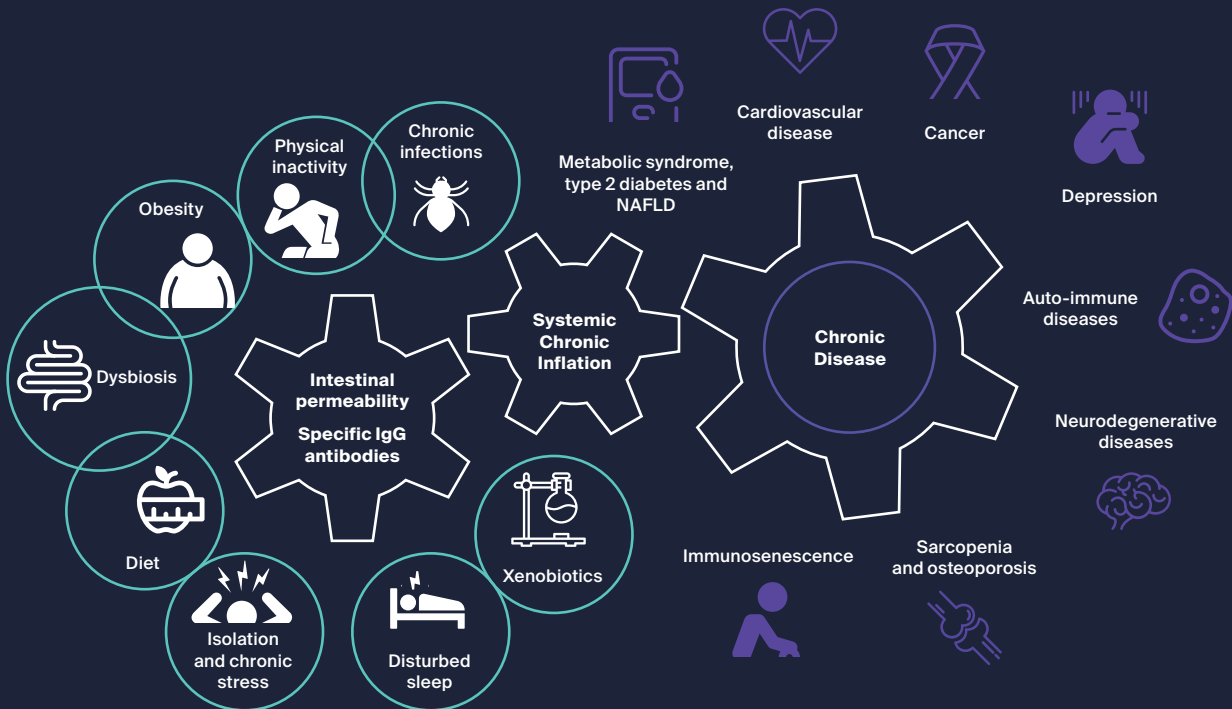 Chronic
infections
Physical
inactivity
Obesity
Dysbiosis
Diet
Isolation
and chronic
stress
Disturbed
sleep
Xenobiotics
Intestinal
permeability
Specific IgG
antibodies
Systemic
Chronic
Inflation
Chronic
Disease
Metabolic syndrome,
type 2 diabetes and
NAFLD
Cardiovascular
disease
Cancer
Depression
Auto-immune
diseases
Neurodegenerative
diseases
Sarcopenia
and osteoporosis
Immunosenescence